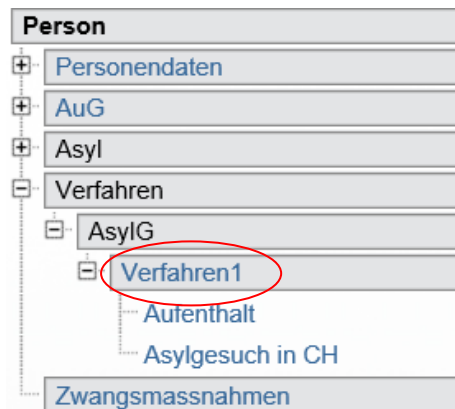 Person
Personendaten
AuG
Asyl
Verfahren
AsylG
Verfahren1
Aufenthalt
Asylgesuch in CH
Zwangsmassnahmen